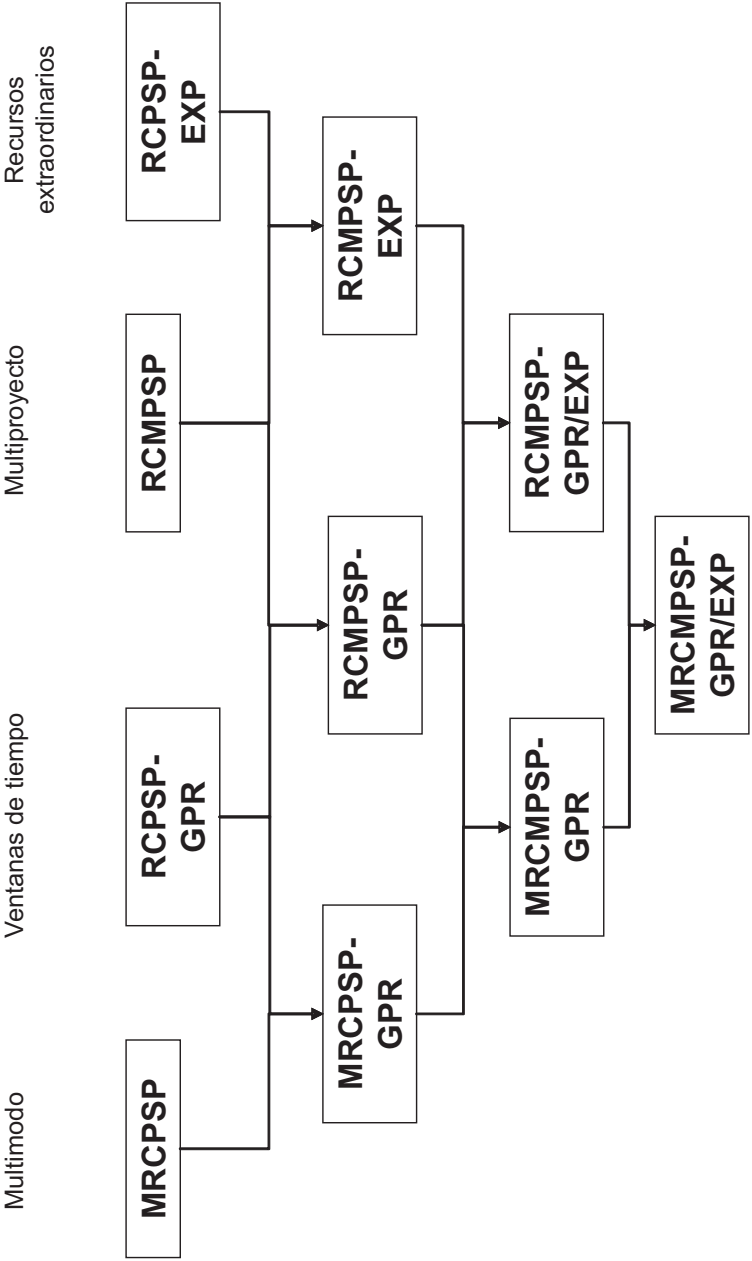 Multimodo
Ventanas de tiempo
Multiproyecto
Recursos
extraordinarios
MRCPSP
RCPSP-
GPR
RCMPSP
RCPSP-
EXP
MRCPSP-
GPR
RCMPSP-
GPR
RCMPSP-
EXP
MRCMPSP-
GPR
RCMPSP-
GPR/EXP
MRCMPSP-
GPR/EXP